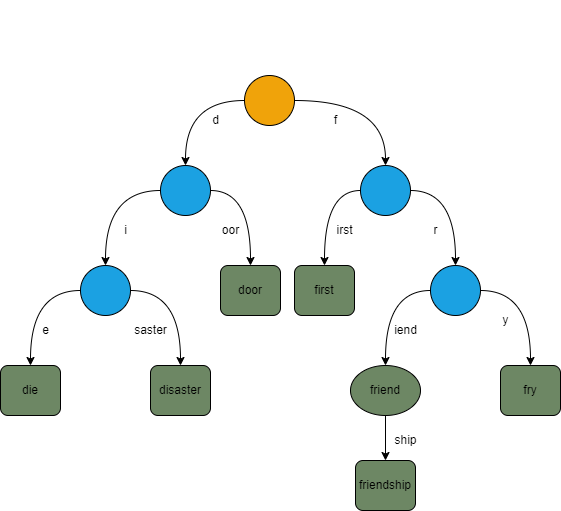 d
f
i
oor
irst
r
door
first
e
saster
iend
y
die
disaster
friend
fry
ship
friendship